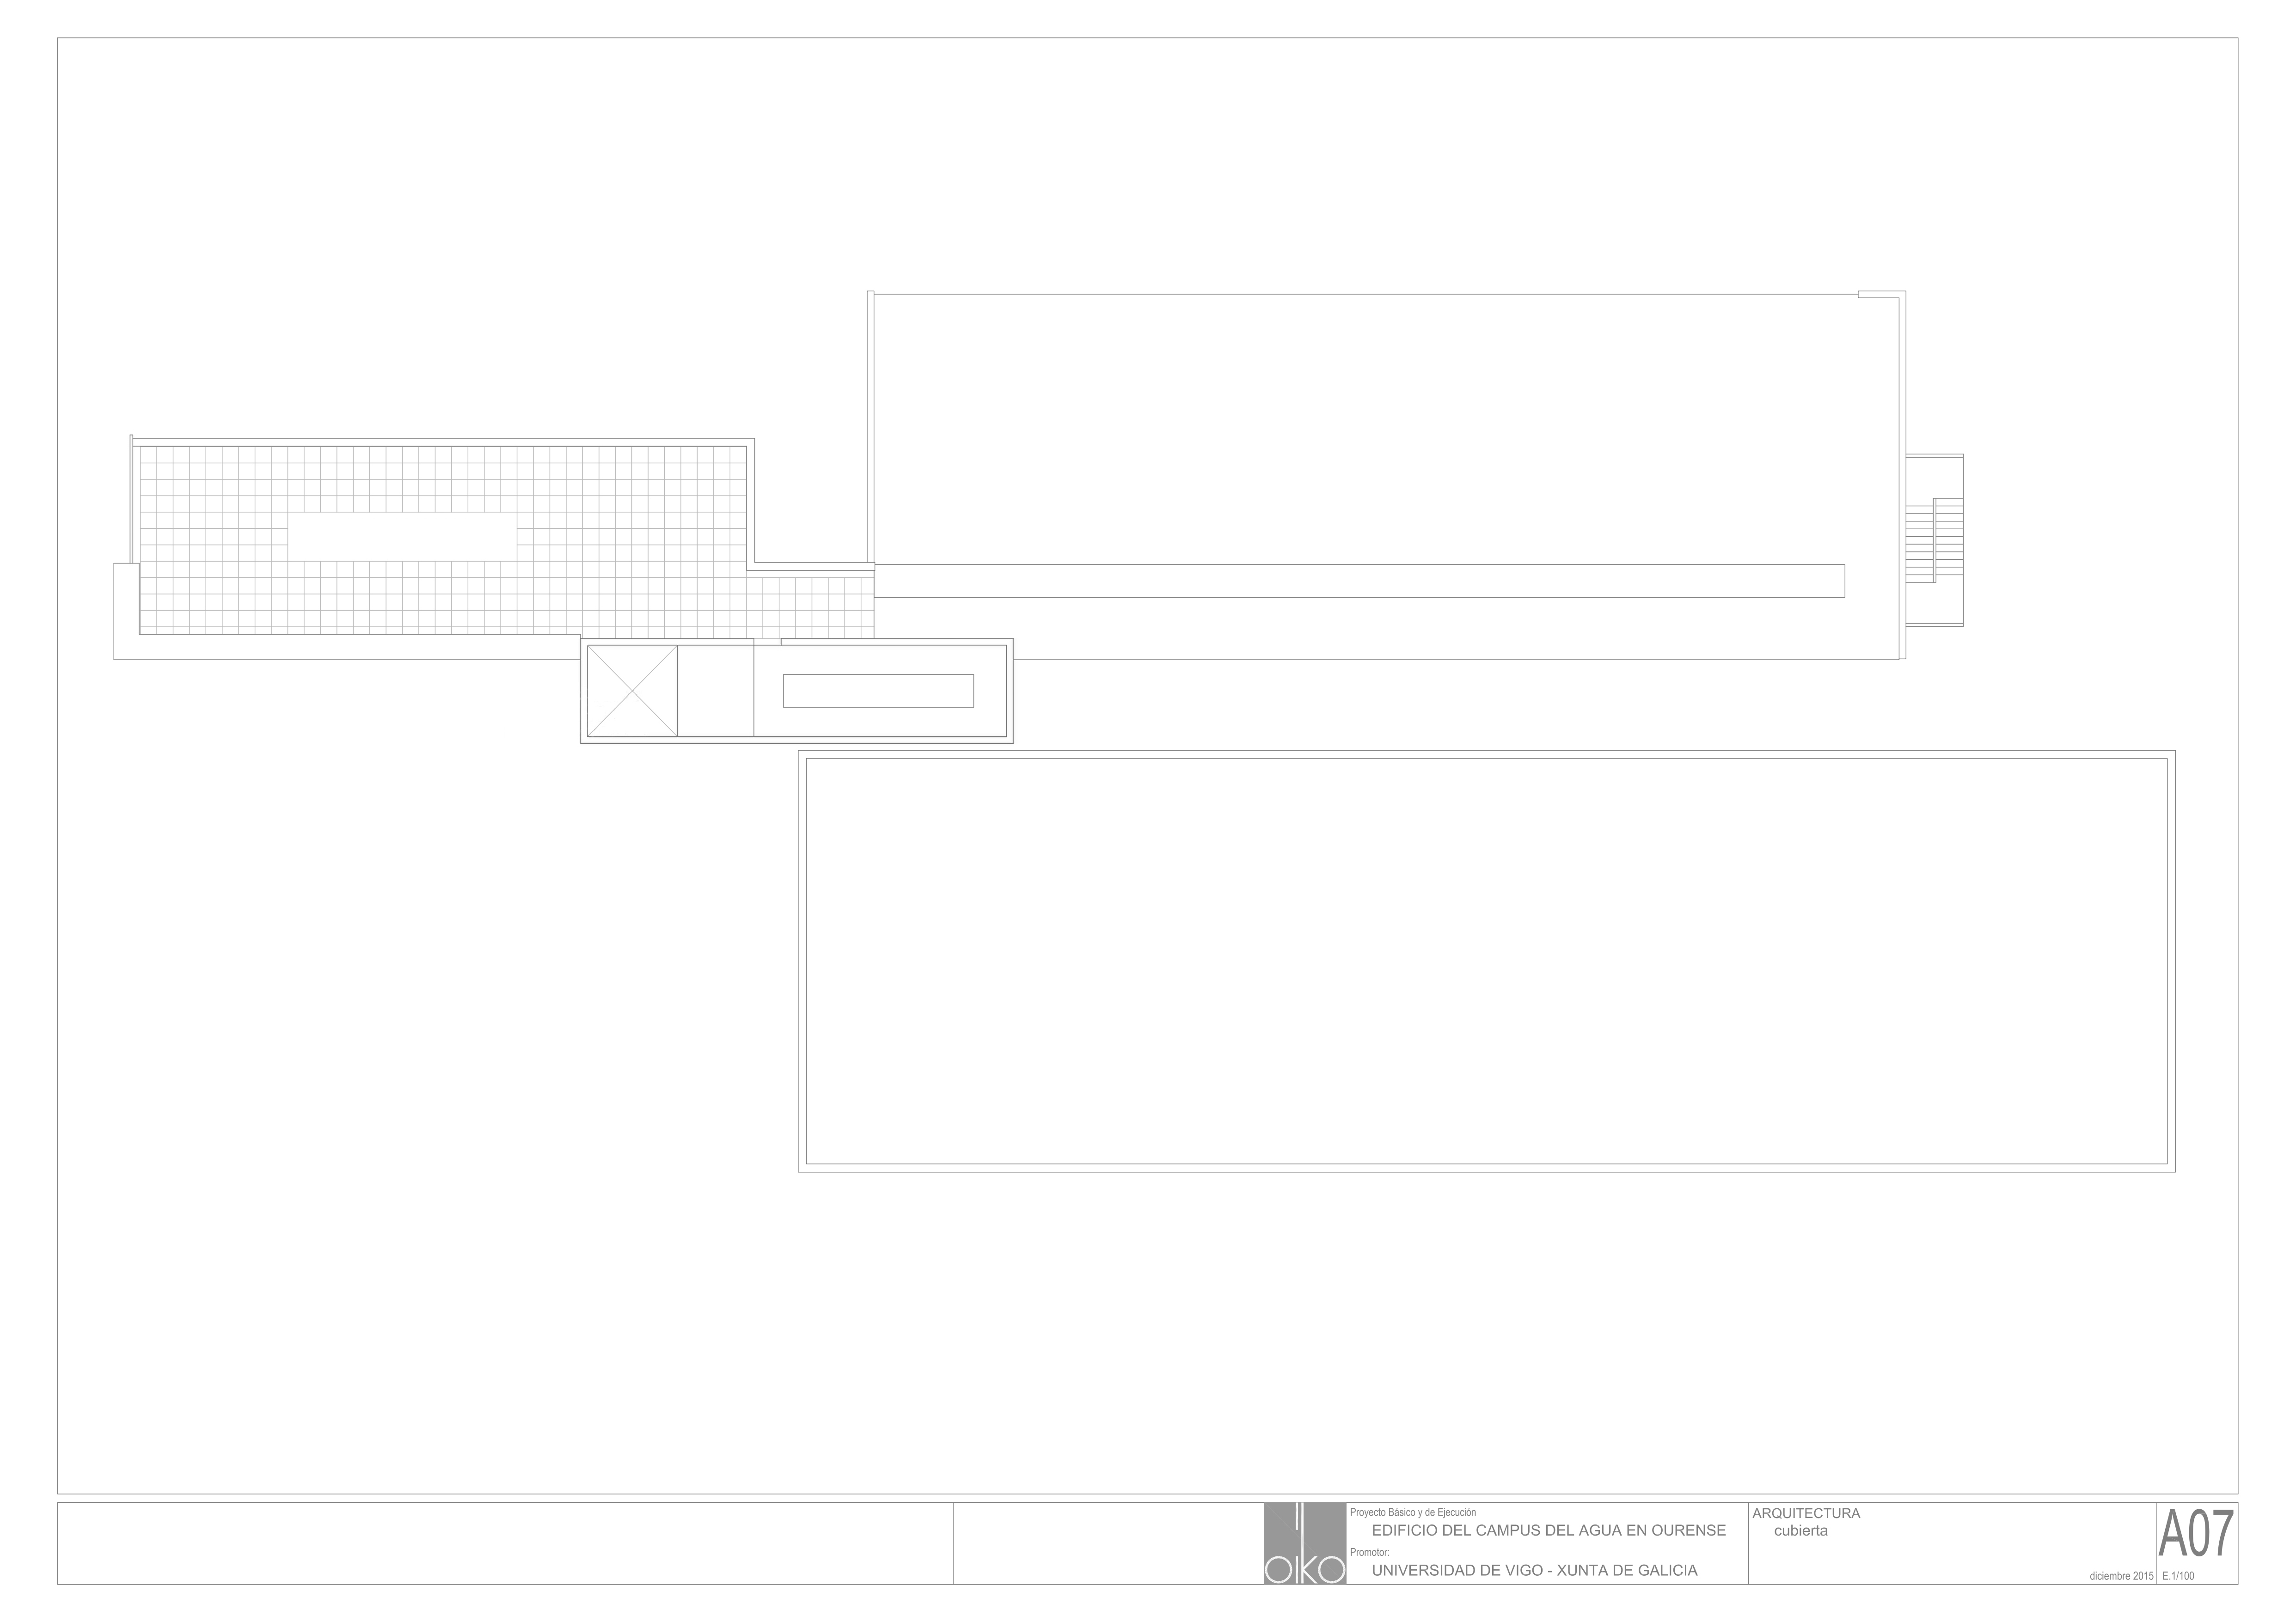 oiko
Proyecto Básico y de Ejecución
EDIFICIO DEL CAMPUS DEL AGUA EN OURENSE
Promotor:
UNIVERSIDAD DE VIGO - XUNTA DE GALICIA
ARQUITECTURA
cubierta
diciembre 2015
A07
E.1/100